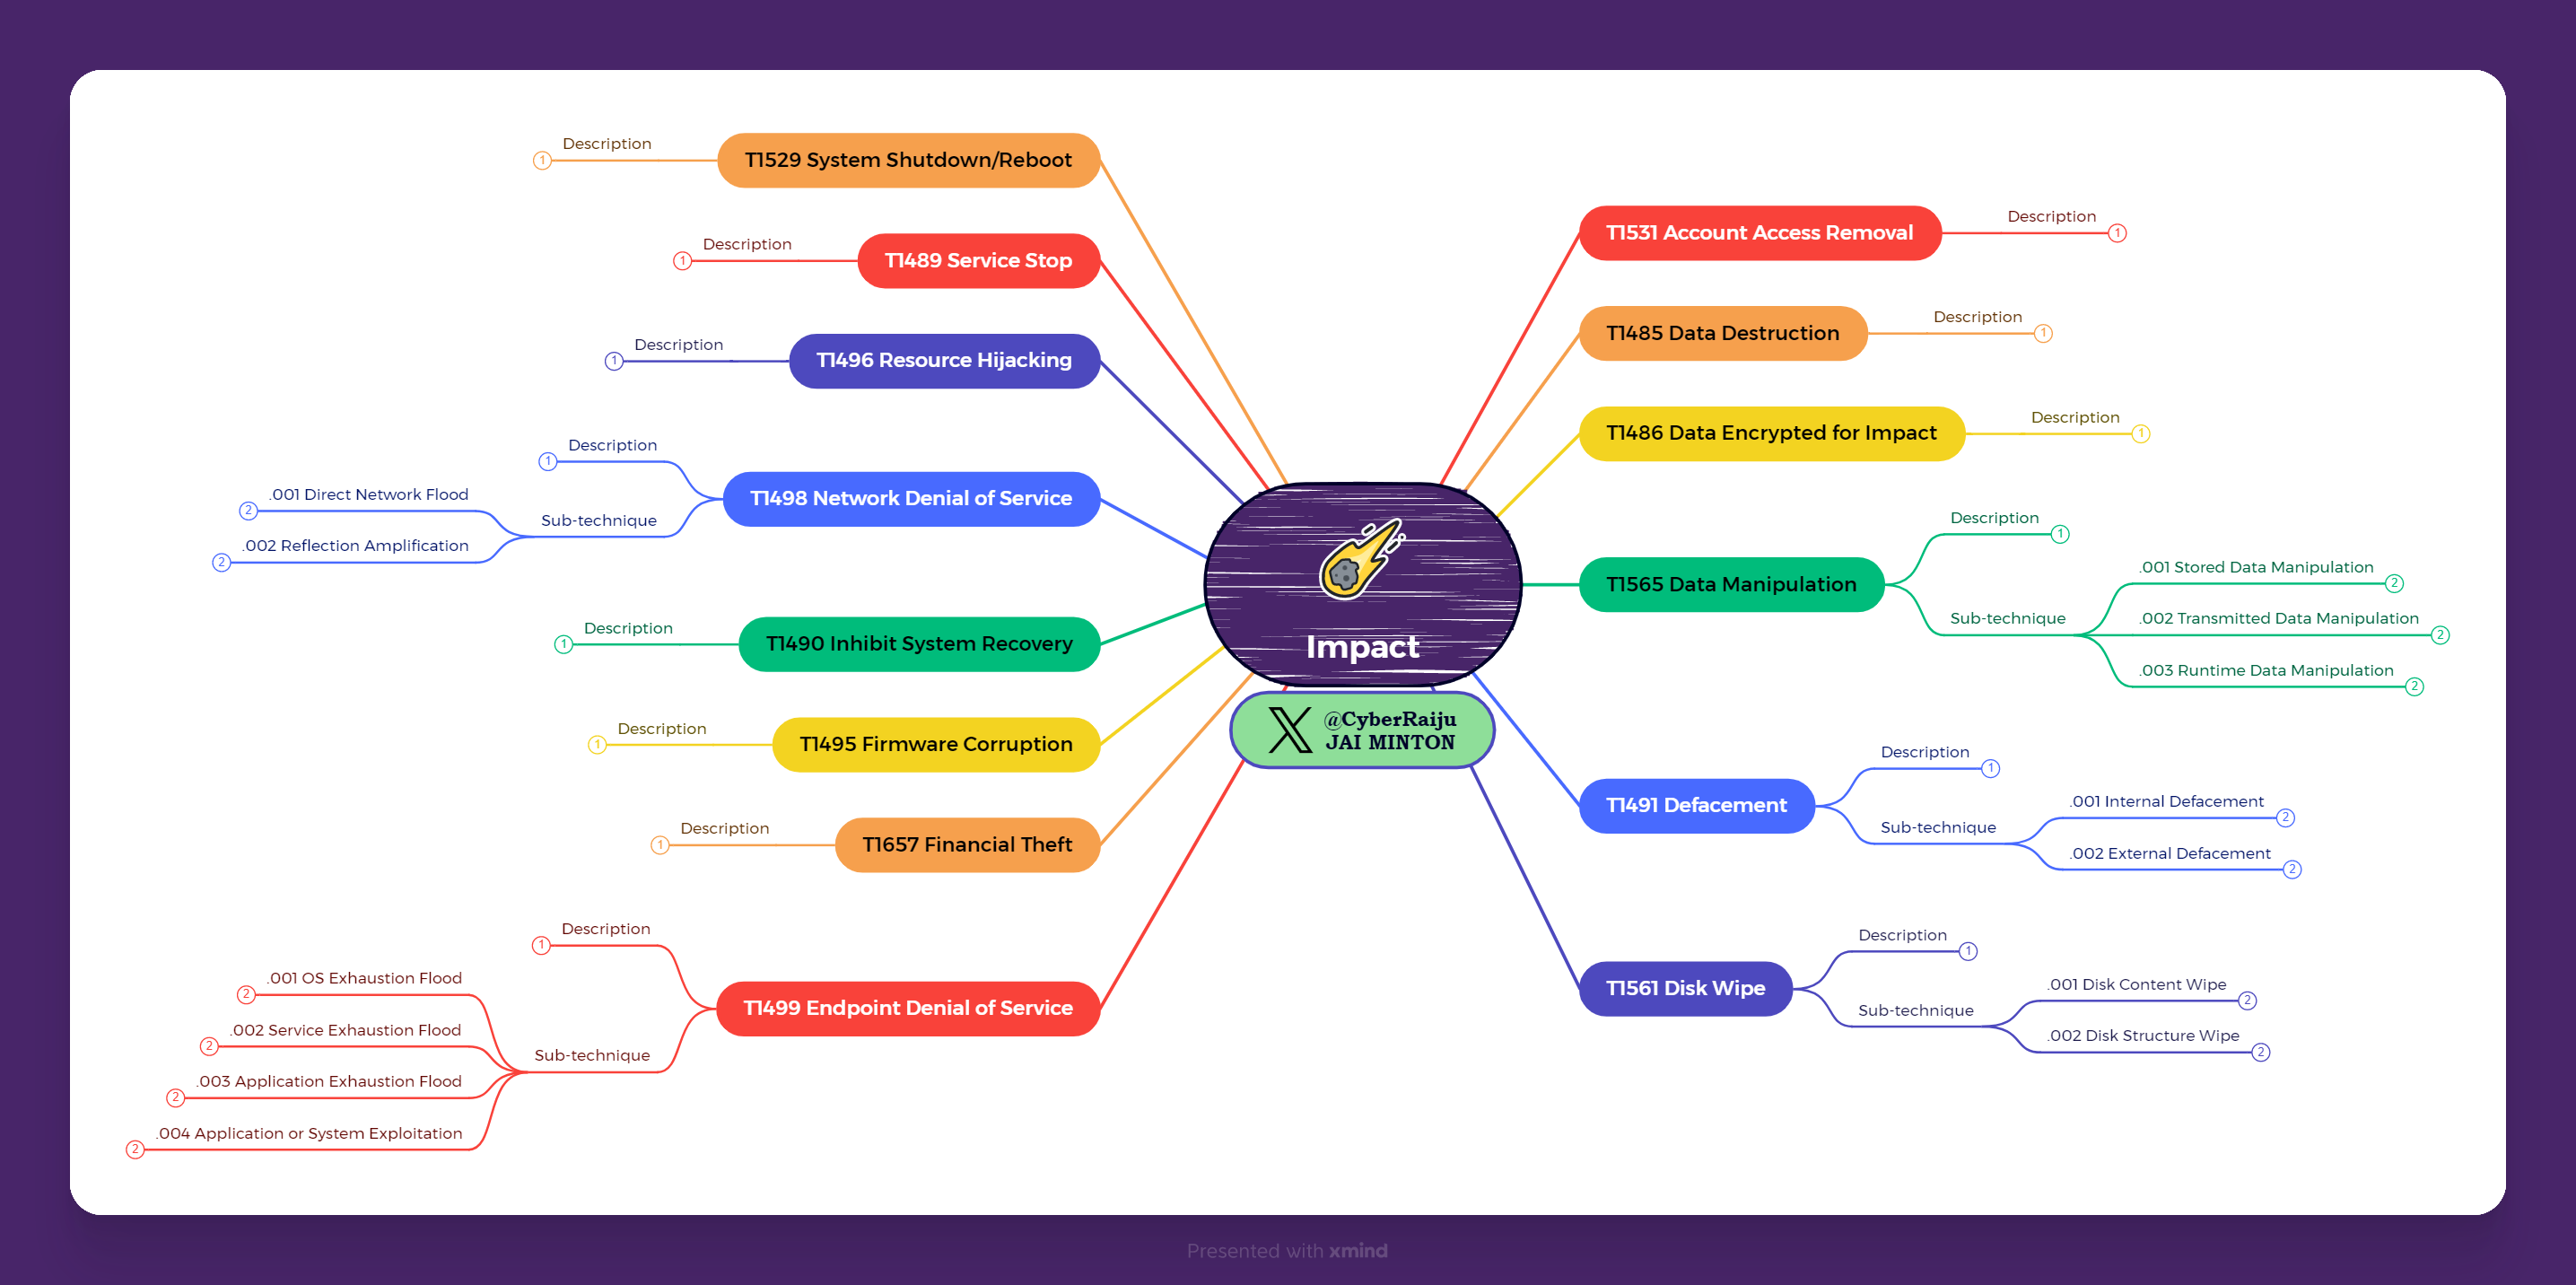 Description
1
T1529 System Shutdown/Reboot
Description
1
T1489 Service Stop
Description
1
T1496 Resource Hijacking
Description
1
T1498 Network Denial of Service
Sub-technique
.001 Direct Network Flood
2
.002 Reflection Amplification
2
Description
1
T1490 Inhibit System Recovery
Description
1
T1495 Firmware Corruption
Description
1
T1657 Financial Theft
Description
1
T1499 Endpoint Denial of Service
Sub-technique
.001 OS Exhaustion Flood
2
.002 Service Exhaustion Flood
2
.003 Application Exhaustion Flood
2
.004 Application or System Exploitation
2
Impact
@CyberRaiju
JAI MINTON
T1531 Account Access Removal
Description
1
T1485 Data Destruction
Description
1
T1486 Data Encrypted for Impact
Description
1
T1565 Data Manipulation
Description
1
Sub-technique
.001 Stored Data Manipulation
2
.002 Transmitted Data Manipulation
2
.003 Runtime Data Manipulation
2
T1491 Defacement
Description
1
Sub-technique
.001 Internal Defacement
2
.002 External Defacement
2
T1561 Disk Wipe
Description
1
Sub-technique
.001 Disk Content Wipe
2
.002 Disk Structure Wipe
2
Presented with xmind